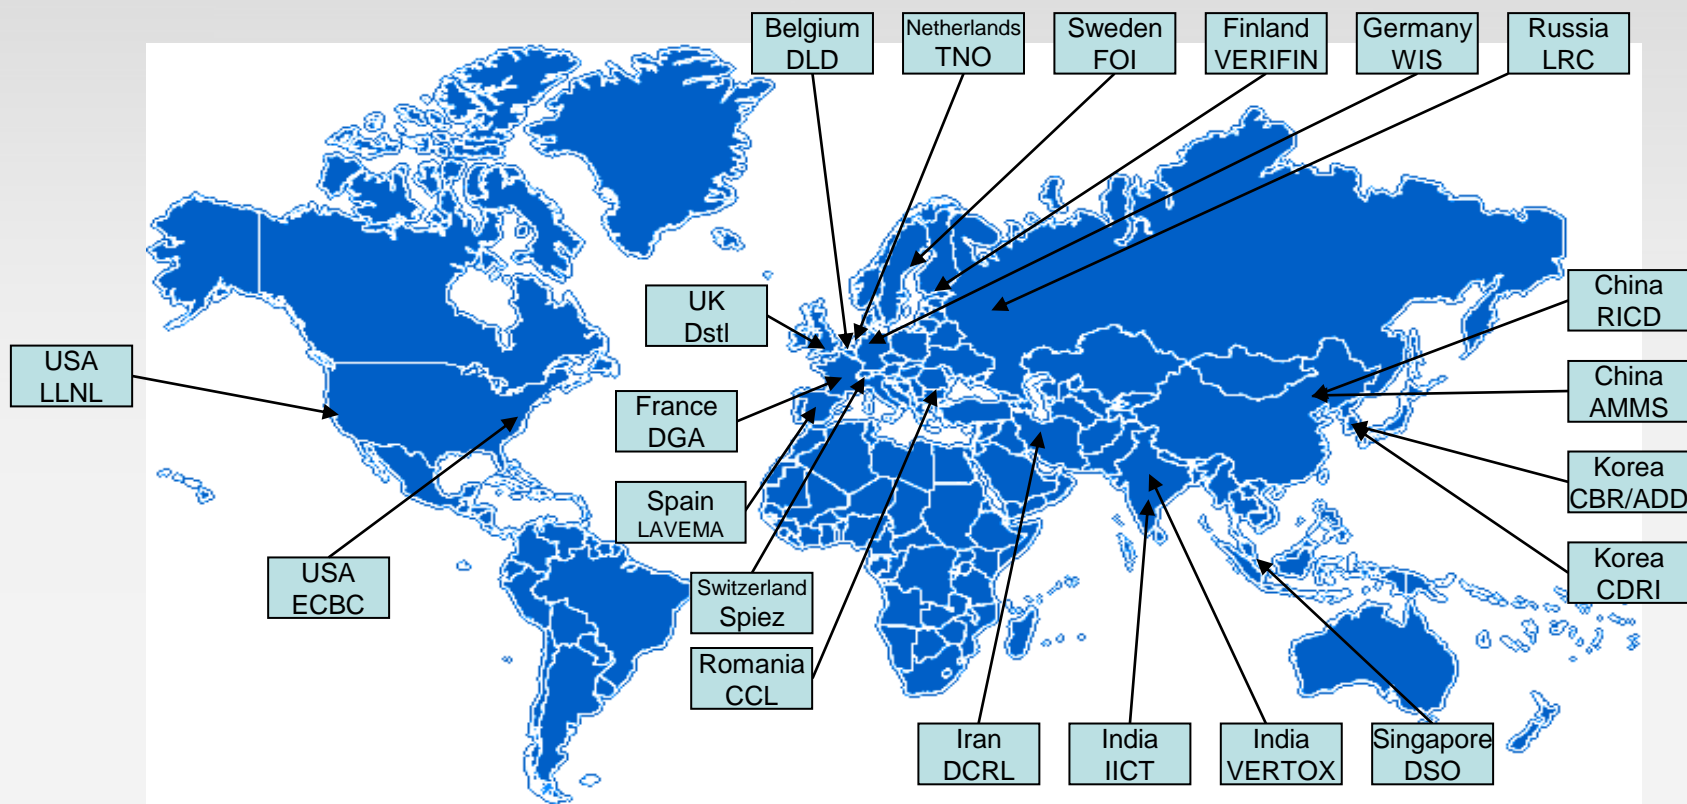 Belgium
DLD
Netherlands
TNO
Sweden
FOI
Finland
VERIFIN
Germany
WIS
Russia
LRC
UK
Dstl
China
RICD
USA
LLNL
China
AMMS
France
DGA
Korea
CBR/ADD
Spain
LAVEMA
USA
ECBC
Switzerland
Spiez
Korea
CDRI
Romania
CCL
Iran
DCRL
India
IICT
India
VERTOX
Singapore
DSO